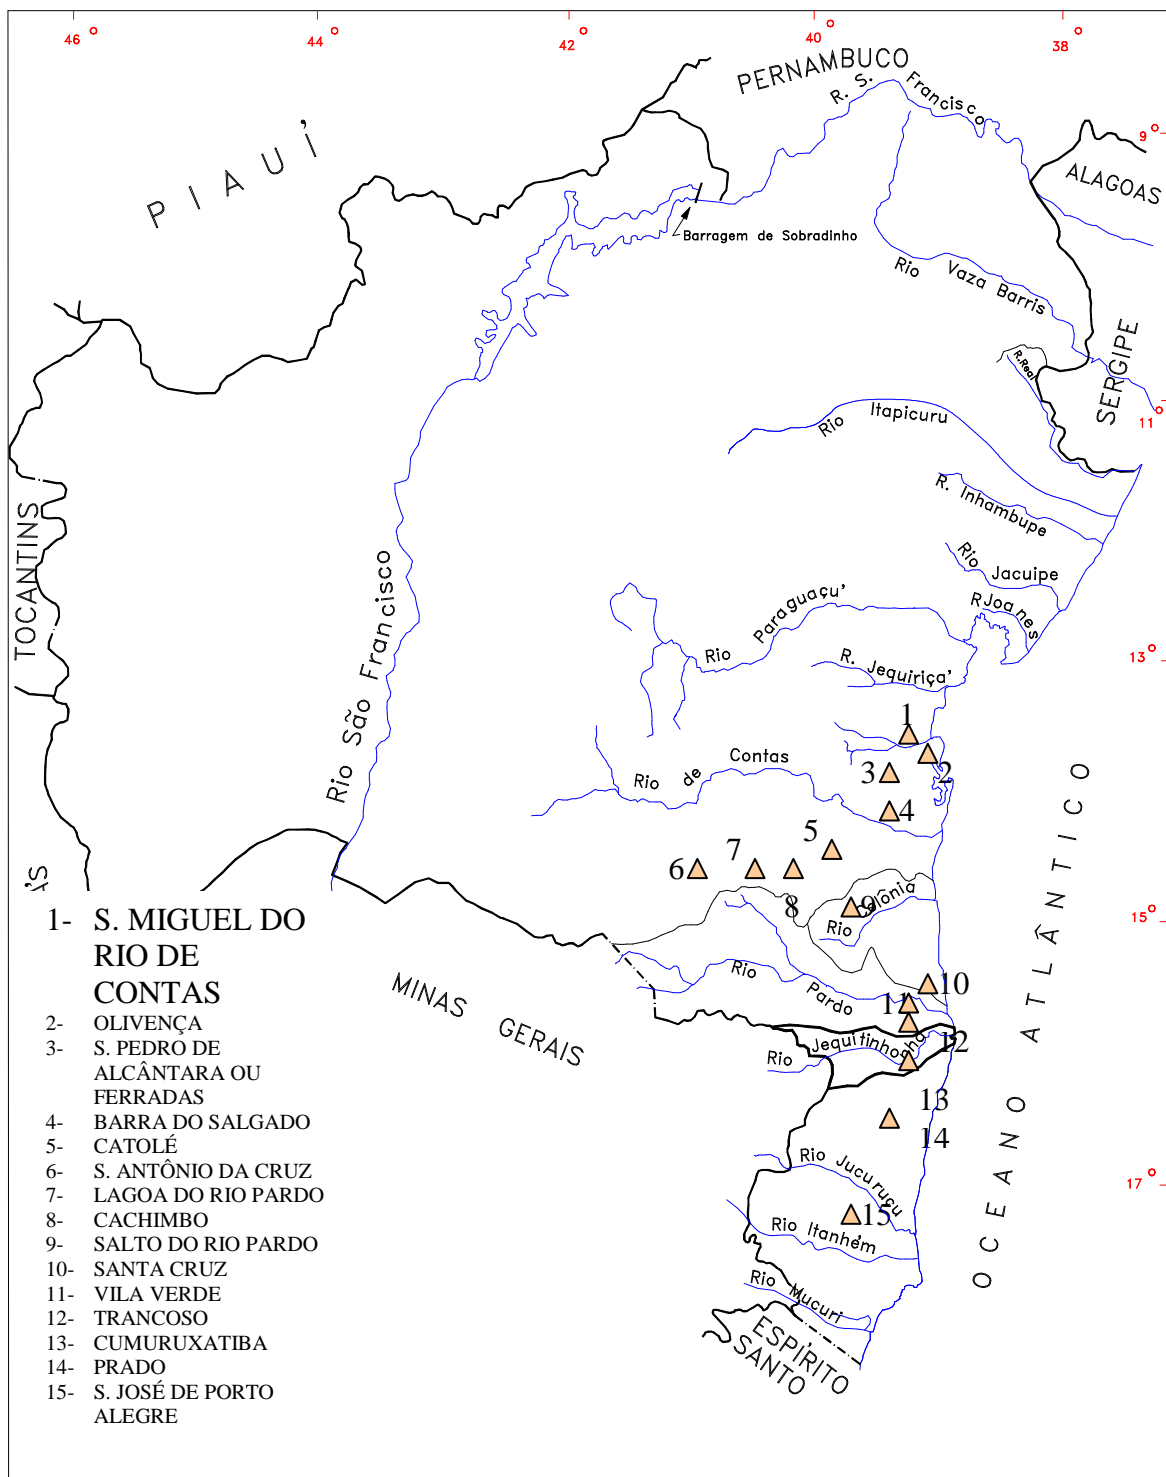 46 o
44 o
42 o
40 o
38 o
PERNAMBUCO
R. S. Francisco
9 o
PIAUÍ
ALAGOAS
Barragem de Sobradinho
Rio Vaza Barris
SERGIPE
R.Real
11 o
Rio Itapicuru
R. Inhambupe
TOCANTINS
Rio Jacuipe
R Joanes
Rio Paraguaçu'
13 o
R. Jequiriça'
Rio São Francisco
1
2
3
Rio de Contas
4
5
6
7
8
9
Rio Colônia
15 o
OCEANO ATLÂNTICO
Á'S
MINAS GERAIS
10
Rio Pardo
11
12
Rio Jequitinhonha
13
14
Rio Jucuruçu
17 o
15
Rio Itanhém
Rio Mucuri
ESPÍRITO
SANTO
1- S. MIGUEL DO
RIO DE
CONTAS
2- OLIVENÇA
3- S. PEDRO DE
ALCÂNTARA OU
FERRADAS
4- BARRA DO SALGADO
5- CATOLÉ
6- S. ANTÔNIO DA CRUZ
7- LAGOA DO RIO PARDO
8- CACHIMBO
9- SALTO DO RIO PARDO
10- SANTA CRUZ
11- VILA VERDE
12- TRANCOSO
13- CUMURUXATIBA
14- PRADO
15- S. JOSÉ DE PORTO
ALEGRE